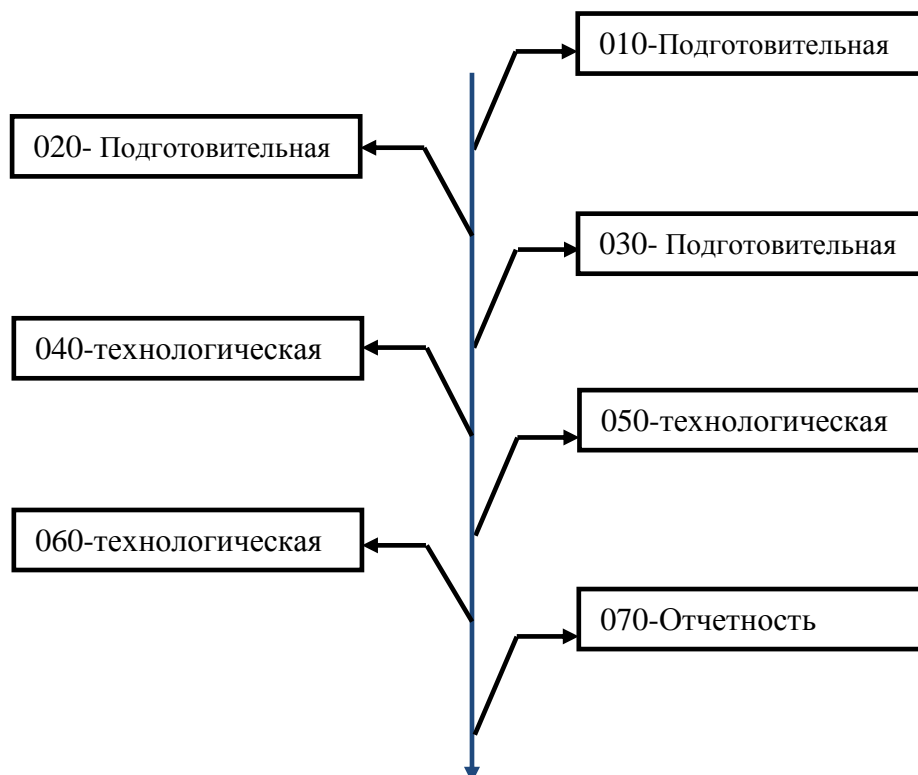 010-Подготовительная
020- Подготовительная
030- Подготовительная
040-технологическая
050-технологическая
060-технологическая
070-Отчетность